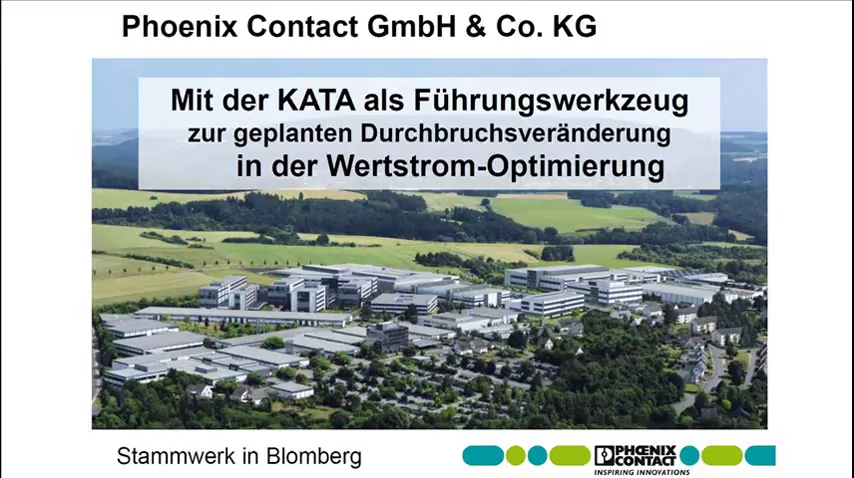 Phoenix Contact GmbH & Co. KG
Mit der KATA als Führungswerkzeug
zur geplanten Durchbruchsveränderung
in der Wertstrom-Optimierung
Stammwerk in Blomberg
PHŒNIX
CONTACT
INSPIRING INNOVATIONS